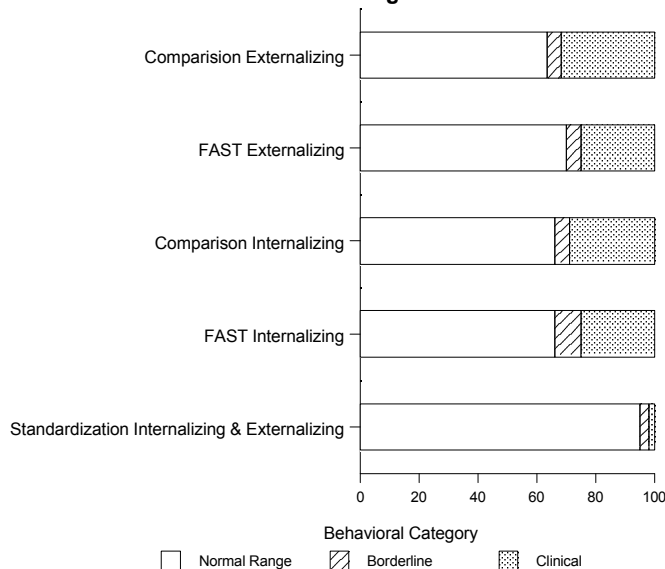 Comparision Externalizing
FAST Externalizing
Comparison Internalizing
FAST Internalizing
Standardization Internalizing & Externalizing
0 20 40 60 80 100
Behavioral Category
Normal Range Borderline Clinical